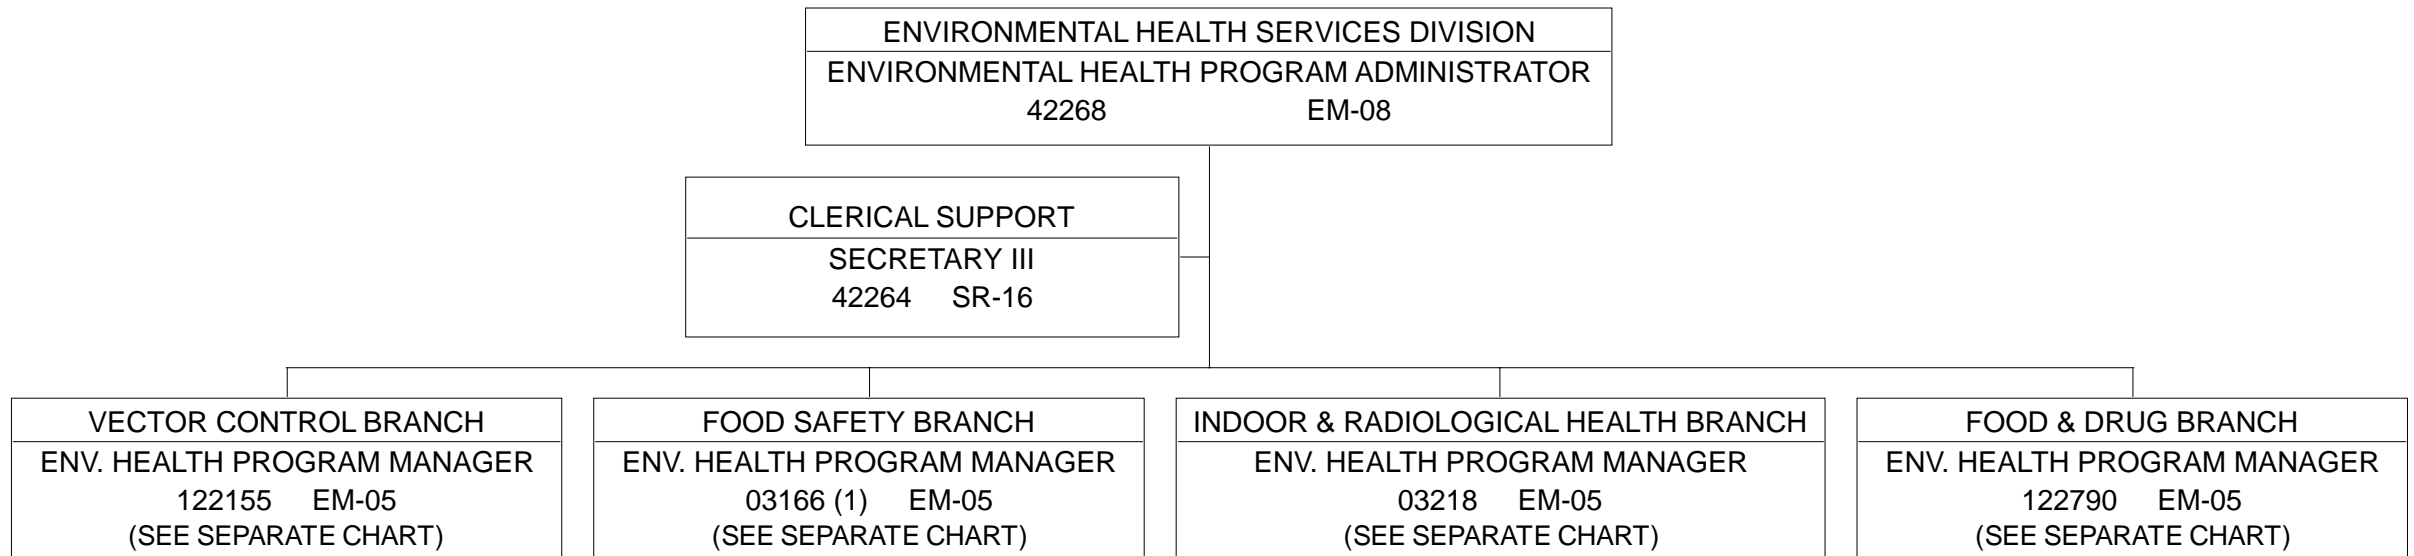 ENVIRONMENTAL HEALTH SERVICES DIVISION
ENVIRONMENTAL HEALTH PROGRAM ADMINISTRATOR
42268 EM-08
CLERICAL SUPPORT
SECRETARY III
42264 SR-16
VECTOR CONTROL BRANCH
ENV. HEALTH PROGRAM MANAGER
122155 EM-05
(SEE SEPARATE CHART)
FOOD SAFETY BRANCH
ENV. HEALTH PROGRAM MANAGER
03166 (1) EM-05
(SEE SEPARATE CHART)
INDOOR & RADIOLOGICAL HEALTH BRANCH
ENV. HEALTH PROGRAM MANAGER
03218 EM-05
(SEE SEPARATE CHART)
FOOD & DRUG BRANCH
ENV. HEALTH PROGRAM MANAGER
122790 EM-05
(SEE SEPARATE CHART)